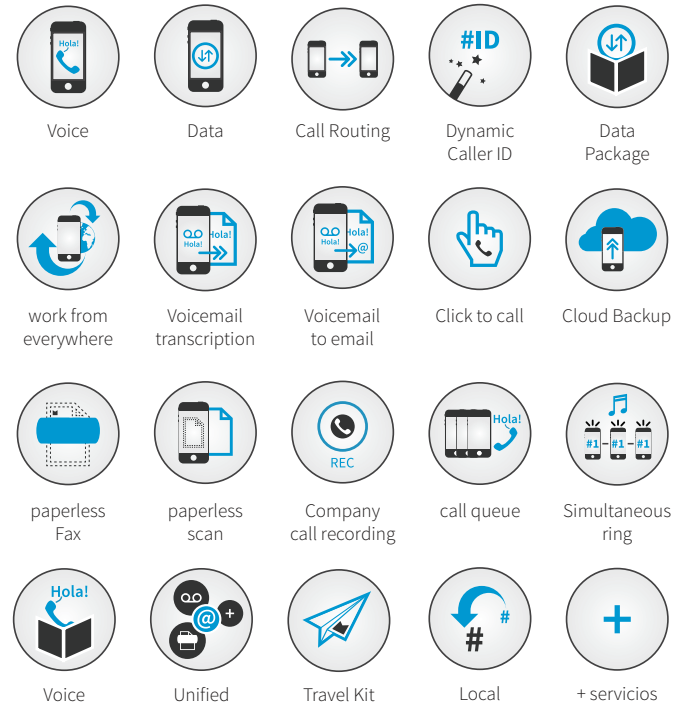 Hola!
#ID
Voice
Data
Call Routing
Dynamic
Caller ID
Data
Package
Hola!
Hola!
Hola!
Hola!
@
work from
everywhere
Voicemail
transcription
Voicemail
to email
Click to call
Cloud Backup
REC
Hola!
#1 - #1 - #1
paperless
Fax
paperless
scan
Company
call recording
call queue
Simultaneous
ring
Hola!
@
+
#
#
+
Voice
Unified
Travel Kit
Local
+ servicios